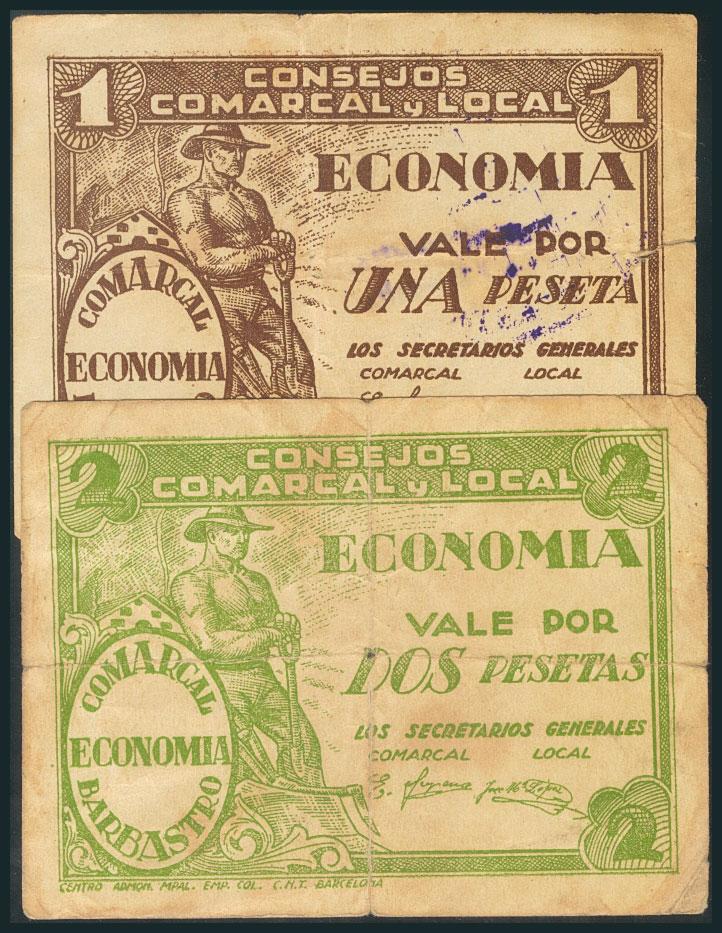 1 CONSEJOS 1
COMARCAL y LOCAL
ECONOMIA
VALE POR
UNA PESETA
LOS SECRETARIOS GENERALES
COMARCAL LOCAL
COMARCAL
ECONOMIA
2 CONSEJOS 2
COMARCAL y LOCAL
ECONOMIA
VALE POR
DOS PESETAS
LOS SECRETARIOS GENERALES
COMARCAL LOCAL
COMARCAL
ECONOMIA
BARBASTRO
2
CENTRO ADMON. MPAL. EMP. COL. C.N.T. BARCELONA